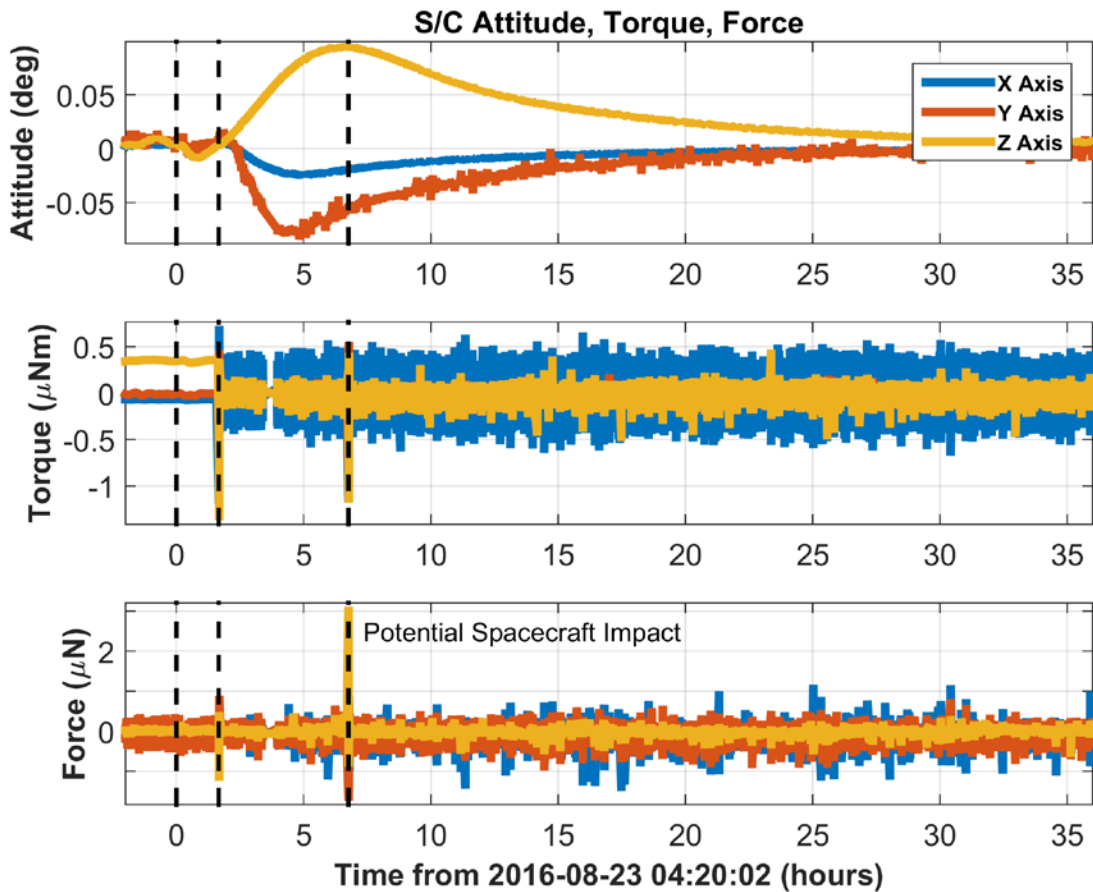 S/C Attitude, Torque, Force
Attitude (deg)
0.05
0
-0.05
X Axis
Y Axis
Z Axis
0 5 10 15 20 25 30 35
Torque (μNm)
0.5
0
-0.5
-1
0 5 10 15 20 25 30 35
Force (μN)
2
0
Potential Spacecraft Impact
0 5 10 15 20 25 30 35
Time from 2016-08-23 04:20:02 (hours)